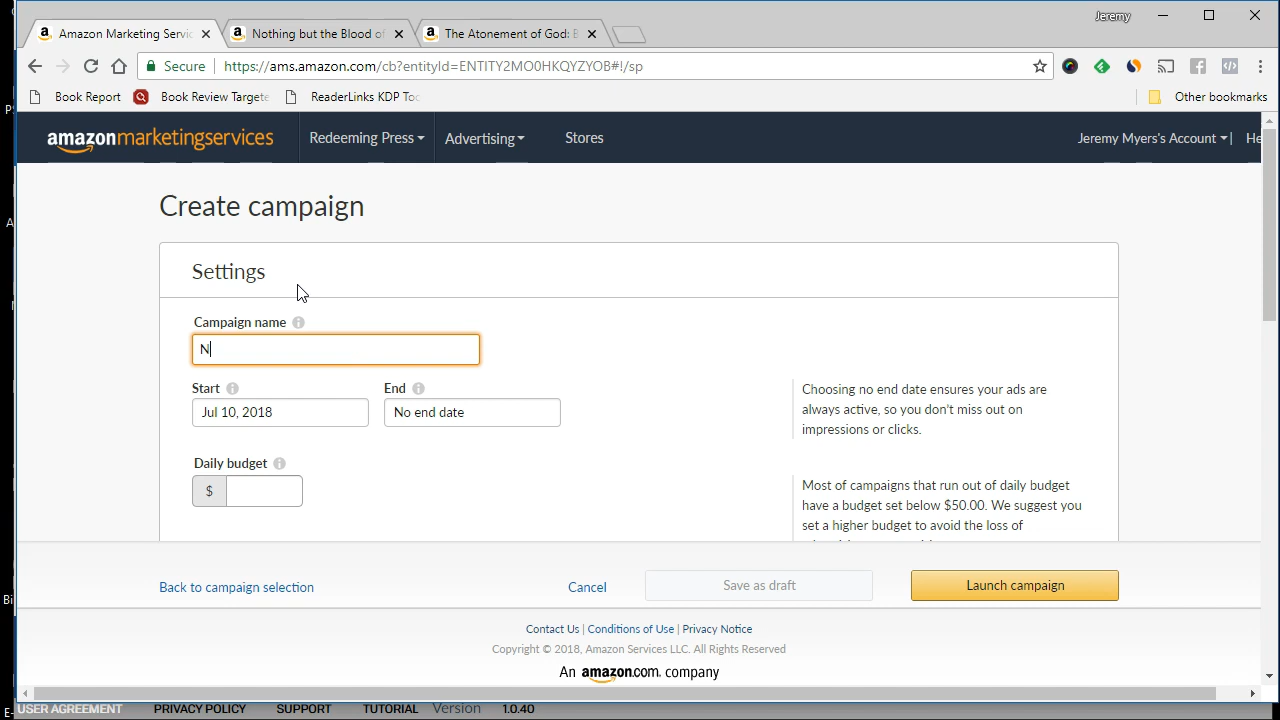 Jeremy
Amazon Marketing Servic
Nothing but the Blood of
The Atonement of God: B
Secure
https://ams.amazon.com/cb?entityId=ENTITY2MO0HKQYZYOB#!/sp
Book Report
Book Review Targete
ReaderLinks KDP Too
Other bookmarks
amazonmarketingservices
Redeeming Press
Advertising
Stores
Jeremy Myers's Account
He
Create campaign
Settings
Campaign name
N
Start
End
Jul 10, 2018
No end date
Choosing no end date ensures your ads are
always active, so you don't miss out on
impressions or clicks.
Daily budget
$
Most of campaigns that run out of daily budget
have a budget set below $50.00. We suggest you
set a higher budget to avoid the loss of
Back to campaign selection
Cancel
Save as draft
Launch campaign
Contact Us | Conditions of Use | Privacy Notice
Copyright © 2018, Amazon Services LLC. All Rights Reserved
An amazon.com company
USER AGREEMENT
PRIVACY POLICY
SUPPORT
TUTORIAL
Version
1.0.40